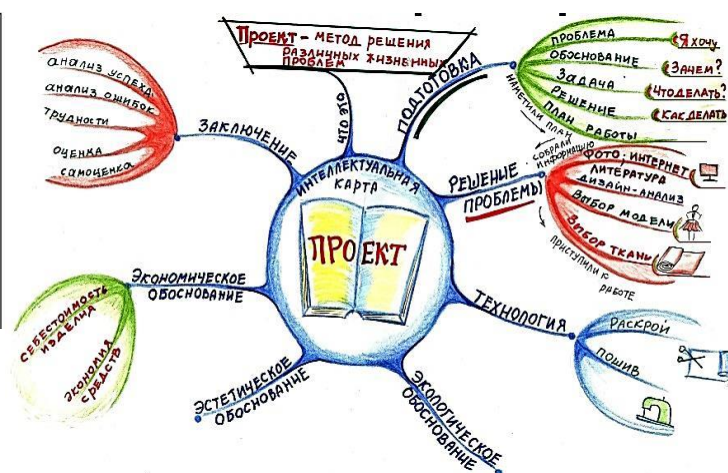 Проект - метод решения
различных жизненных
проблем
что это
интеллектуальная
карта
ПРОЕКТ
подготовка
проблема
Я хочу
обоснование
Зачем?
задача
Что делать?
решение
Как делать
план работы
наметили план
собрали
информацию
решение
проблемы
фото, интернет
литература
дизайн-анализ
выбор модели
выбор ткани
приступили к
работе
технология
раскрой
пошив
экологическое
обоснование
эстетическое
обоснование
экономическое
обоснование
себестоимость
изделия
экономия
средств
заключение
анализ успеха
анализ ошибок
трудности
оценка
самоценка